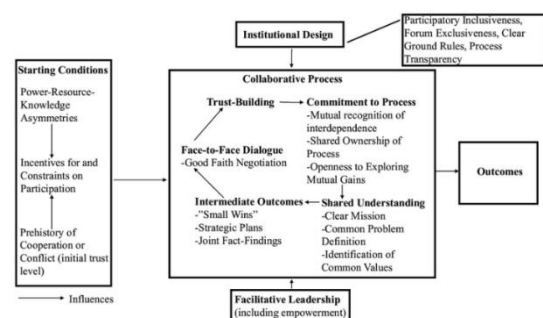 Institutional Design
Participatory Inclusiveness,
Forum Exclusiveness, Clear
Ground Rules, Process
Transparency
Starting Conditions
Power-Resource-
Knowledge
Asymmetries
Incentives for and
Constraints on
Participation
Prehistory of
Cooperation or
Conflict (initial trust
level)
Influences
Collaborative Process
Trust-Building
Commitment to Process
-Mutual recognition of
interdependence
-Shared Ownership of
Process
-Openness to Exploring
Mutual Gains
Face-to-Face Dialogue
-Good Faith Negotiation
Intermediate Outcomes
-"Small Wins"
-Strategic Plans
-Joint Fact-Findings
Shared Understanding
-Clear Mission
-Common Problem
Definition
-Identification of
Common Values
Outcomes
Facilitative Leadership
(including empowerment)